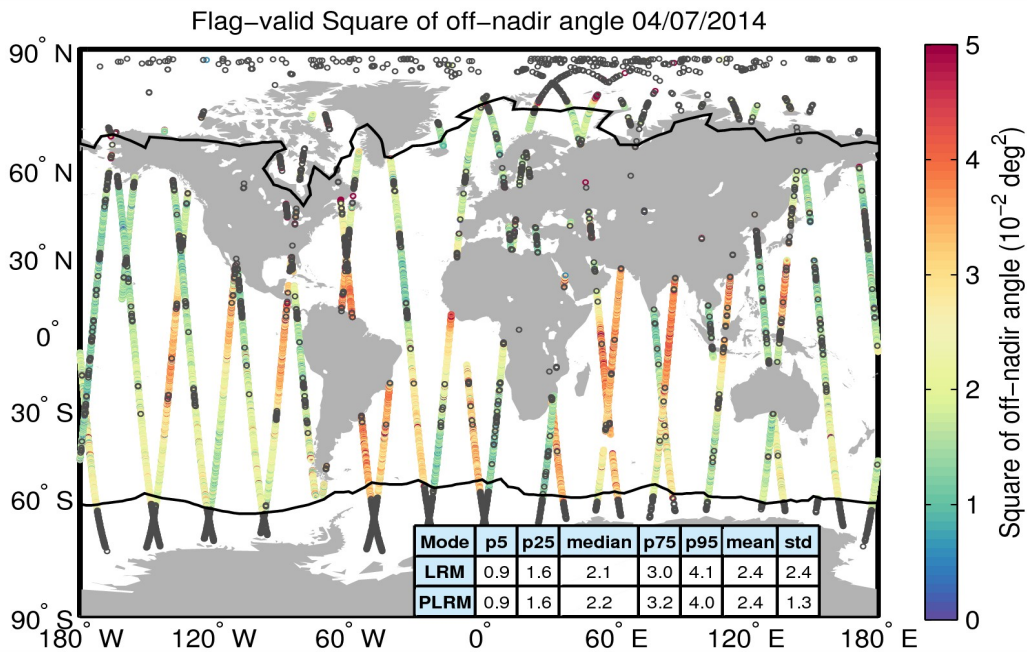 Flag−valid Square of off−nadir angle 04/07/2014
90° N
60° N
30° N
0°
30° S
60° S
90° S
180° W
120° W
60° W
0°
60° E
120° E
180° E
Mode p5 p25 median p75 p95 mean std
LRM 0.9 1.6 2.1 3.0 4.1 2.4 2.4
PLRM 0.9 1.6 2.2 3.2 4.0 2.4 1.3
5
4
3
2
1
0
Square of off−nadir angle (10⁻² deg²)